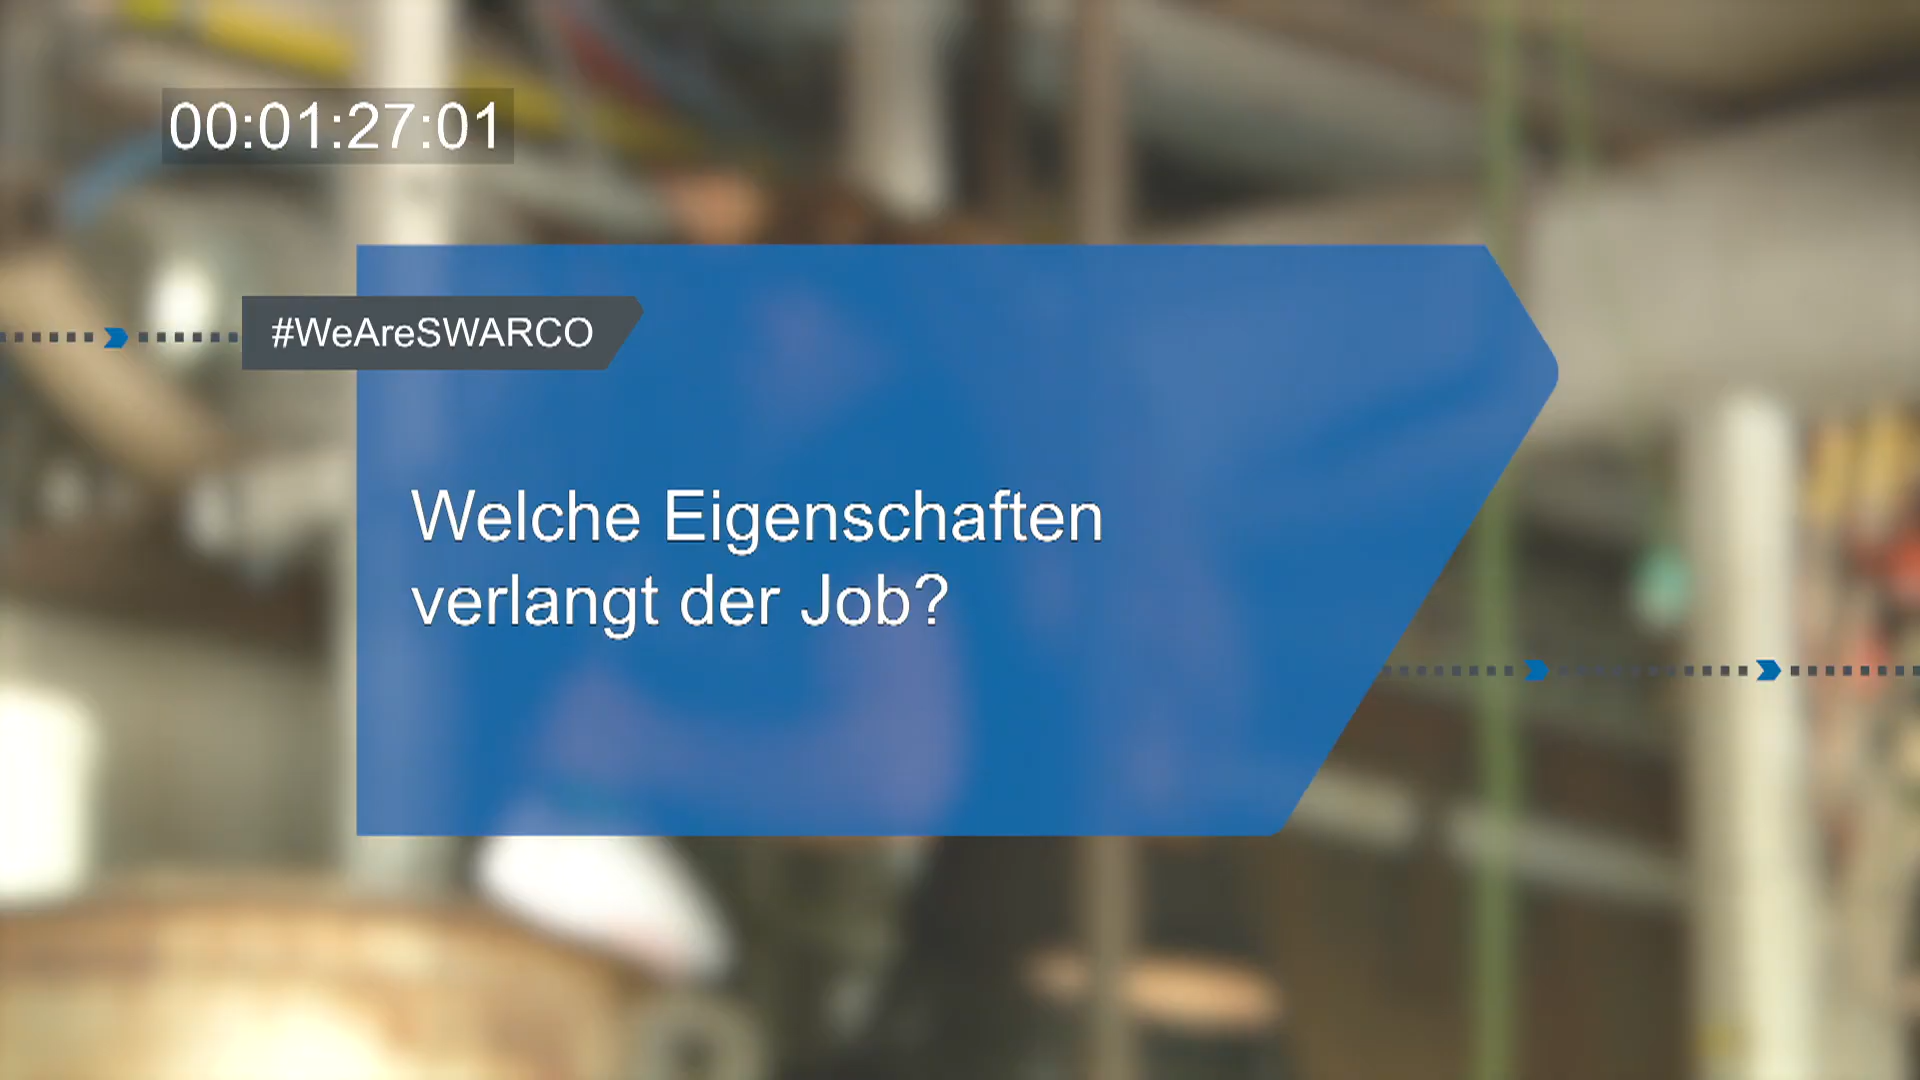 00:01:27:01
#WeAreSWARCO
Welche Eigenschaften
verlangt der Job?